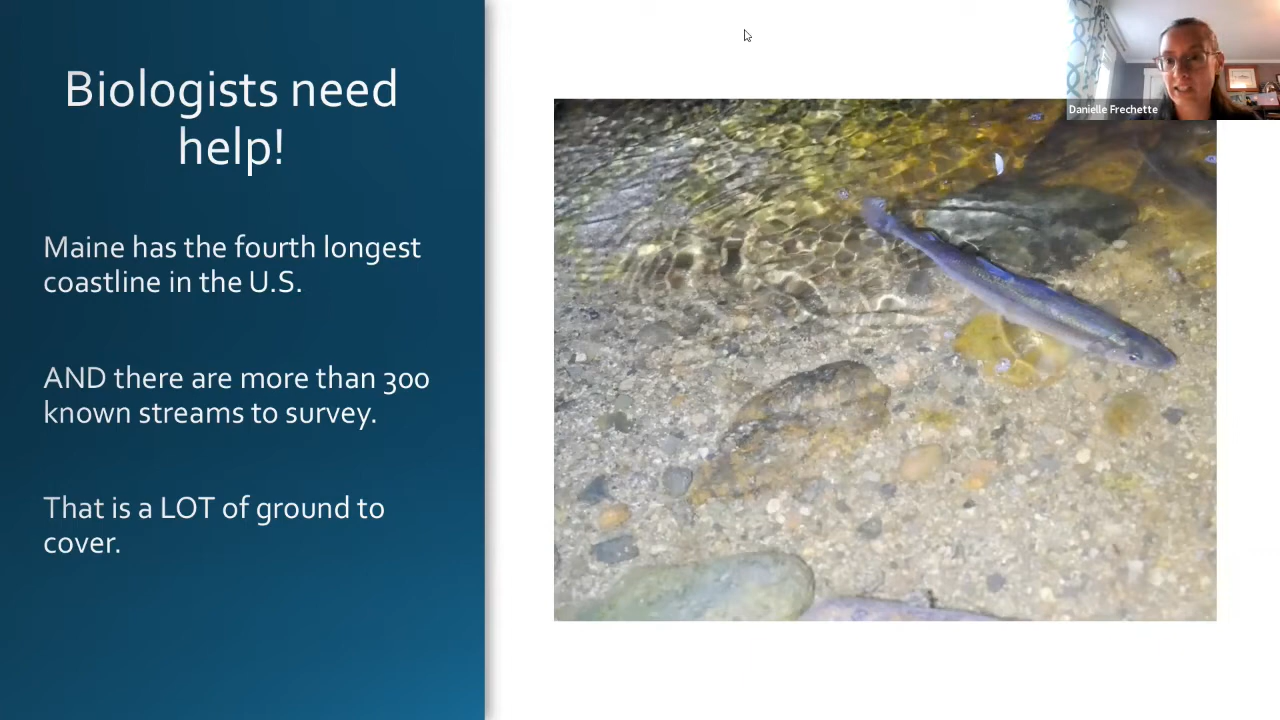 Biologists need
help!
Maine has the fourth longest
coastline in the U.S.
AND there are more than 300
known streams to survey.
That is a LOT of ground to
cover.
Danielle Frechette